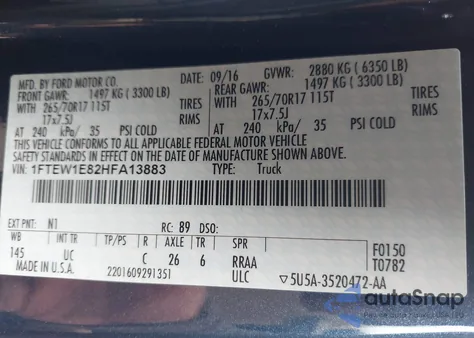 MFD. BY FORD MOTOR CO.
DATE: 09/16 GVWR: 2880 KG ( 6350 LB)
FRONT GAWR: 1497 KG ( 3300 LB) REAR GAWR: 1497 KG ( 3300 LB)
WITH 265/70R17 115T TIRES WITH 265/70R17 115T TIRES
17x7.5J RIMS 17x7.5J RIMS
AT 240 kPa/ 35 PSI COLD AT 240 kPa/ 35 PSI COLD
THIS VEHICLE CONFORMS TO ALL APPLICABLE FEDERAL MOTOR VEHICLE
SAFETY STANDARDS IN EFFECT ON THE DATE OF MANUFACTURE SHOWN ABOVE.
VIN: 1FTEW1E82HFA13883 TYPE: Truck
EXT PNT: N1 RC: 89 DSO:
WB INT TR TP/PS R AXLE TR SPR
145 UC C 26 6 RRAA
F0150
T0782
MADE IN U.S.A. 2201609291351 ULC ▽5U5A-3520472-AA
autoSnap